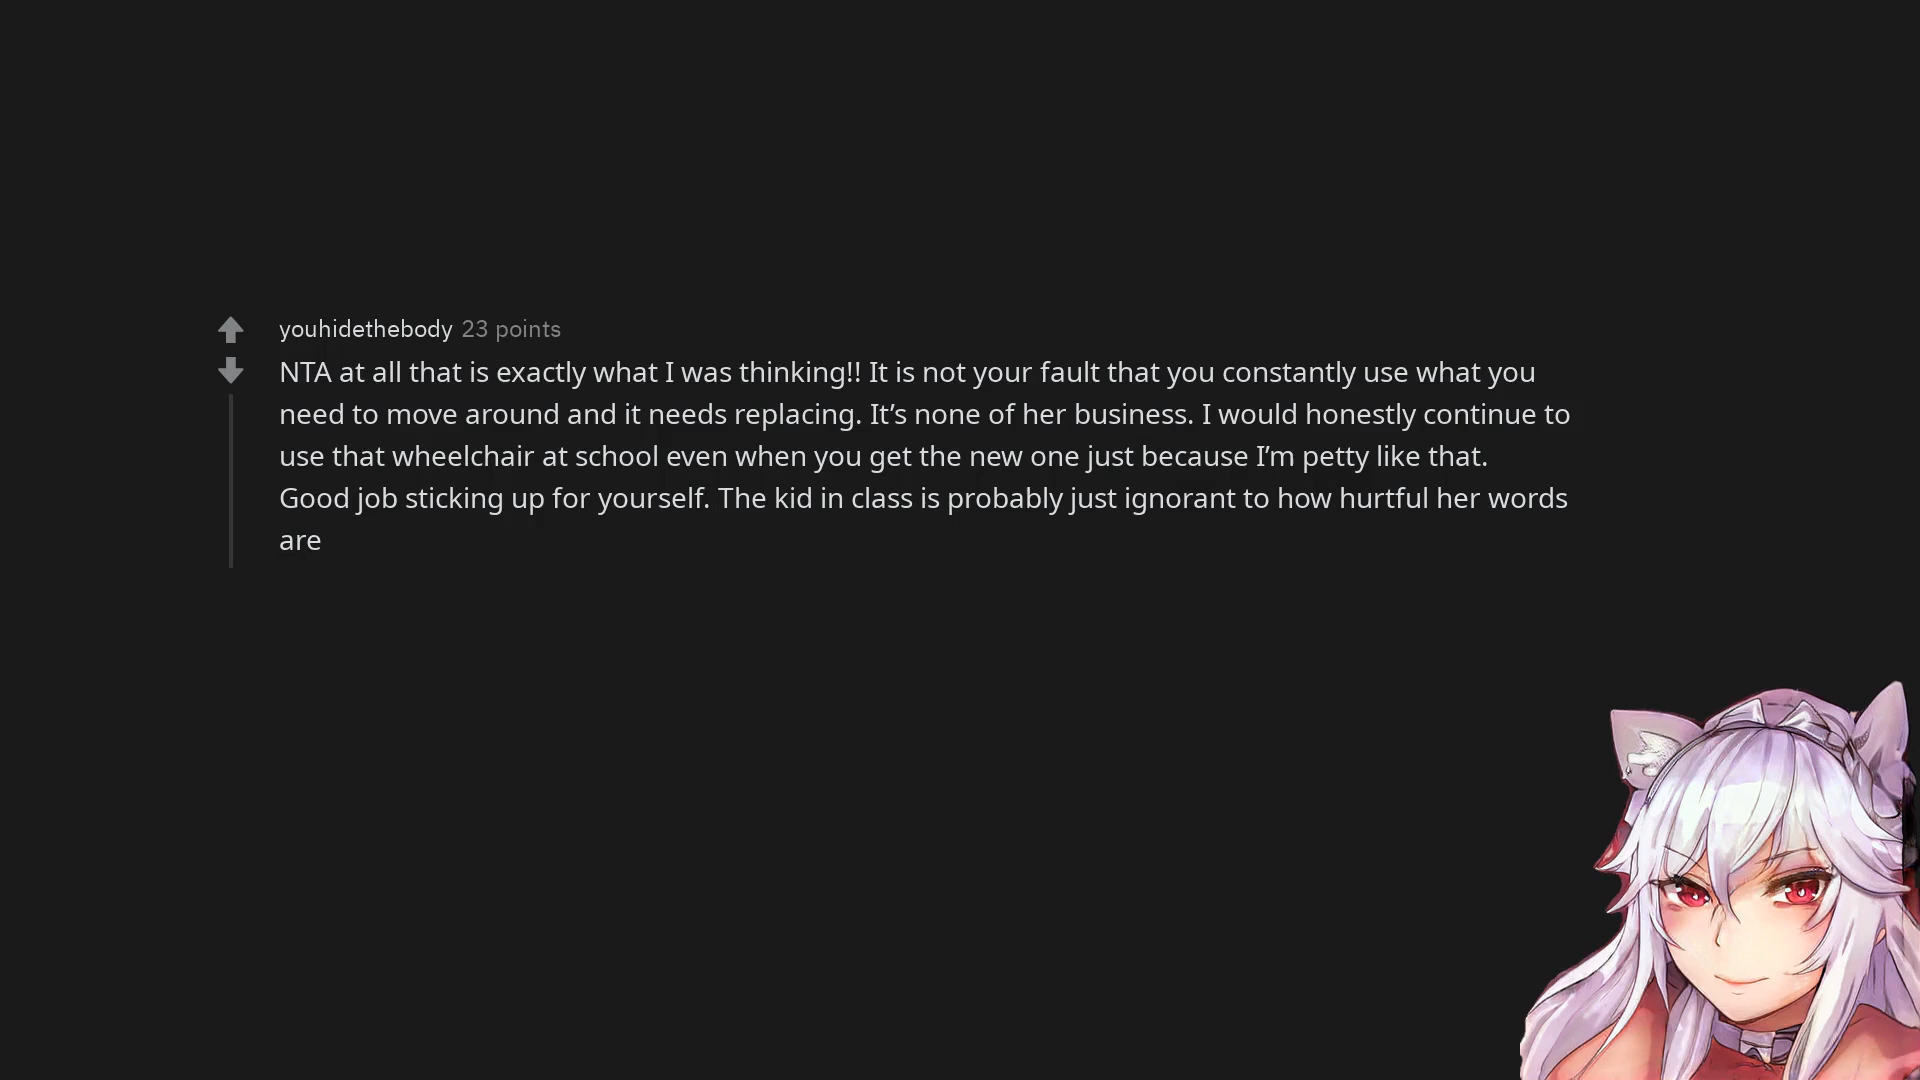 youhidethebody 23 points
NTA at all that is exactly what I was thinking!! It is not your fault that you constantly use what you
need to move around and it needs replacing. It’s none of her business. I would honestly continue to
use that wheelchair at school even when you get the new one just because I’m petty like that.
Good job sticking up for yourself. The kid in class is probably just ignorant to how hurtful her words
are